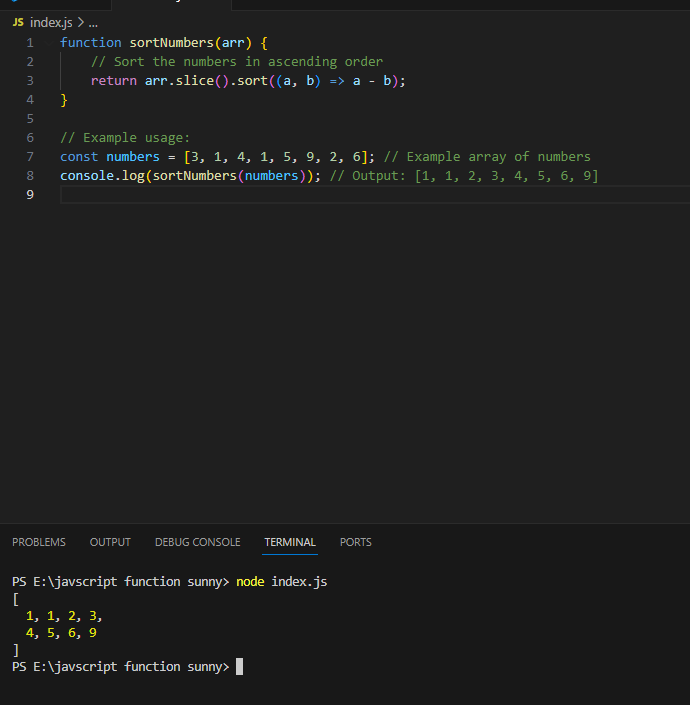 JS index.js > ...
1 function sortNumbers(arr) {
2 // Sort the numbers in ascending order
3 return arr.slice().sort((a, b) => a - b);
4 }
5
6 // Example usage:
7 const numbers = [3, 1, 4, 1, 5, 9, 2, 6]; // Example array of numbers
8 console.log(sortNumbers(numbers)); // Output: [1, 1, 2, 3, 4, 5, 6, 9]
9
PROBLEMS OUTPUT DEBUG CONSOLE TERMINAL PORTS
PS E:\javscript function sunny> node index.js
[
1, 1, 2, 3,
4, 5, 6, 9
]
PS E:\javscript function sunny>